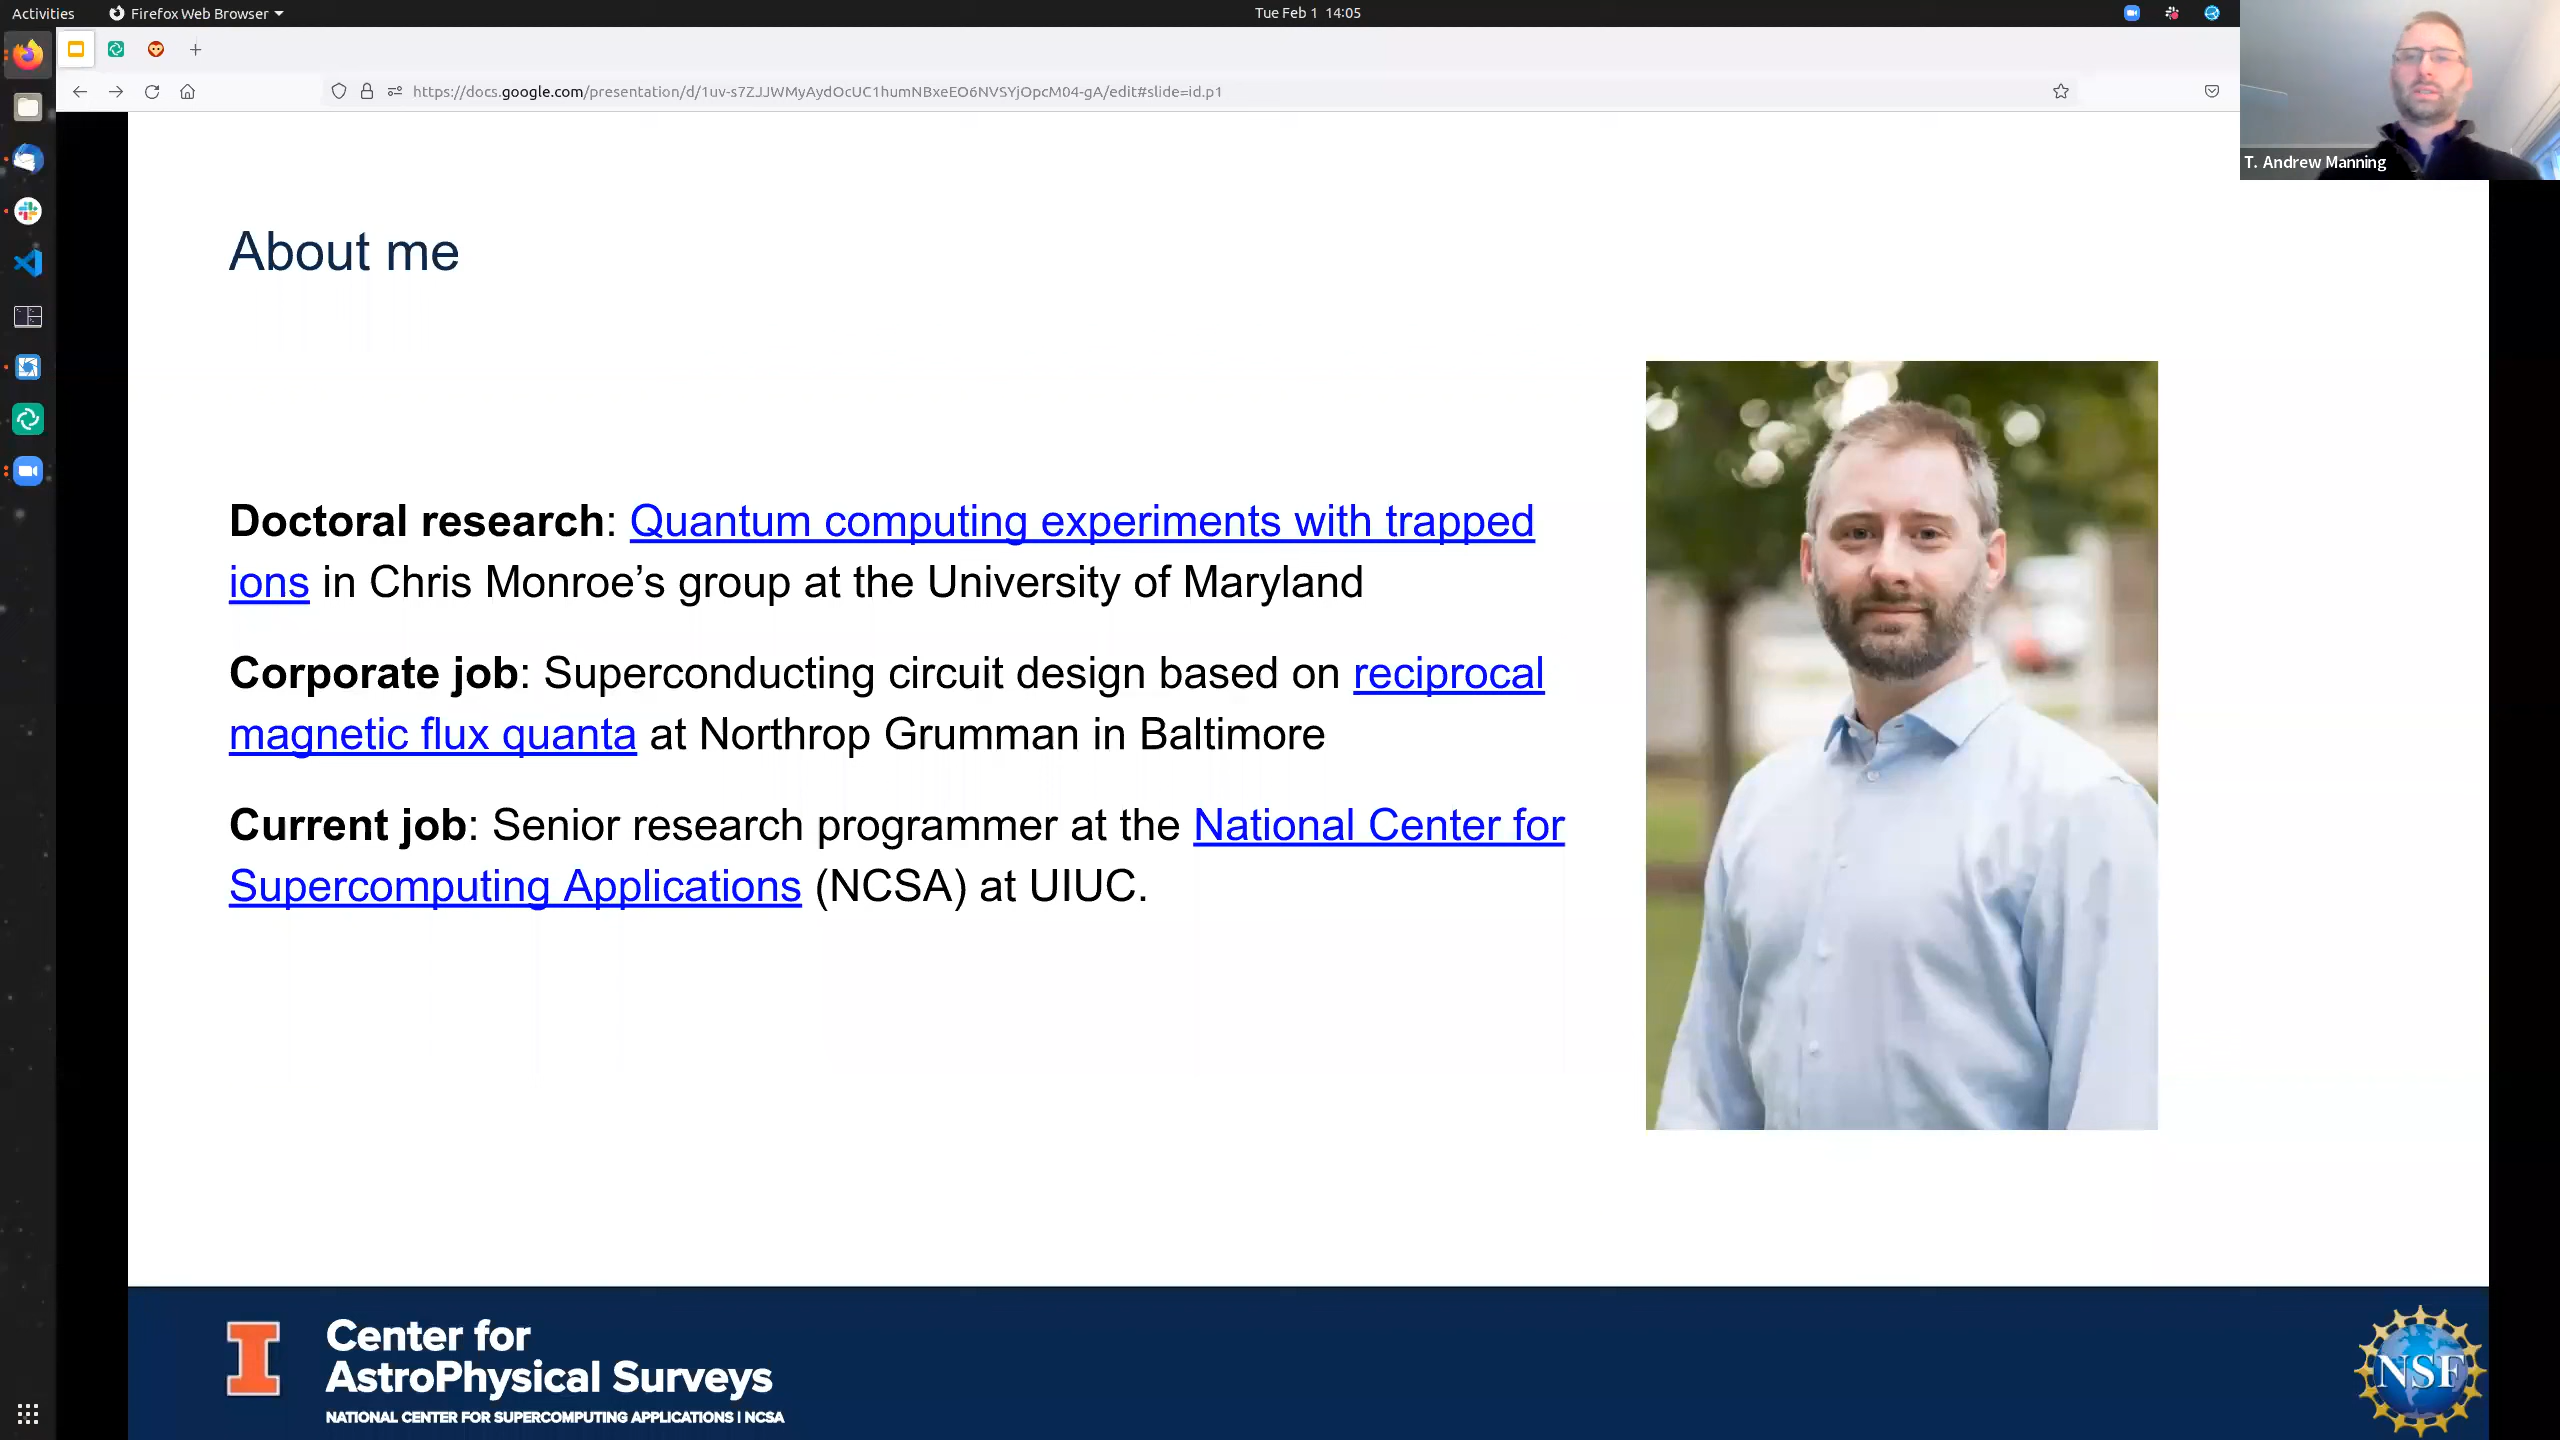 Activities
Firefox Web Browser
Tue Feb 1 14:05
https://docs.google.com/presentation/d/1uv-s7ZJJWMyAydOcUC1humNBxeEO6NVSYjOpcM04-gA/edit#slide=id.p1
T. Andrew Manning
About me
Doctoral research: Quantum computing experiments with trapped
ions in Chris Monroe’s group at the University of Maryland
Corporate job: Superconducting circuit design based on reciprocal
magnetic flux quanta at Northrop Grumman in Baltimore
Current job: Senior research programmer at the National Center for
Supercomputing Applications (NCSA) at UIUC.
Center for
AstroPhysical Surveys
NATIONAL CENTER FOR SUPERCOMPUTING APPLICATIONS | NCSA
NSF